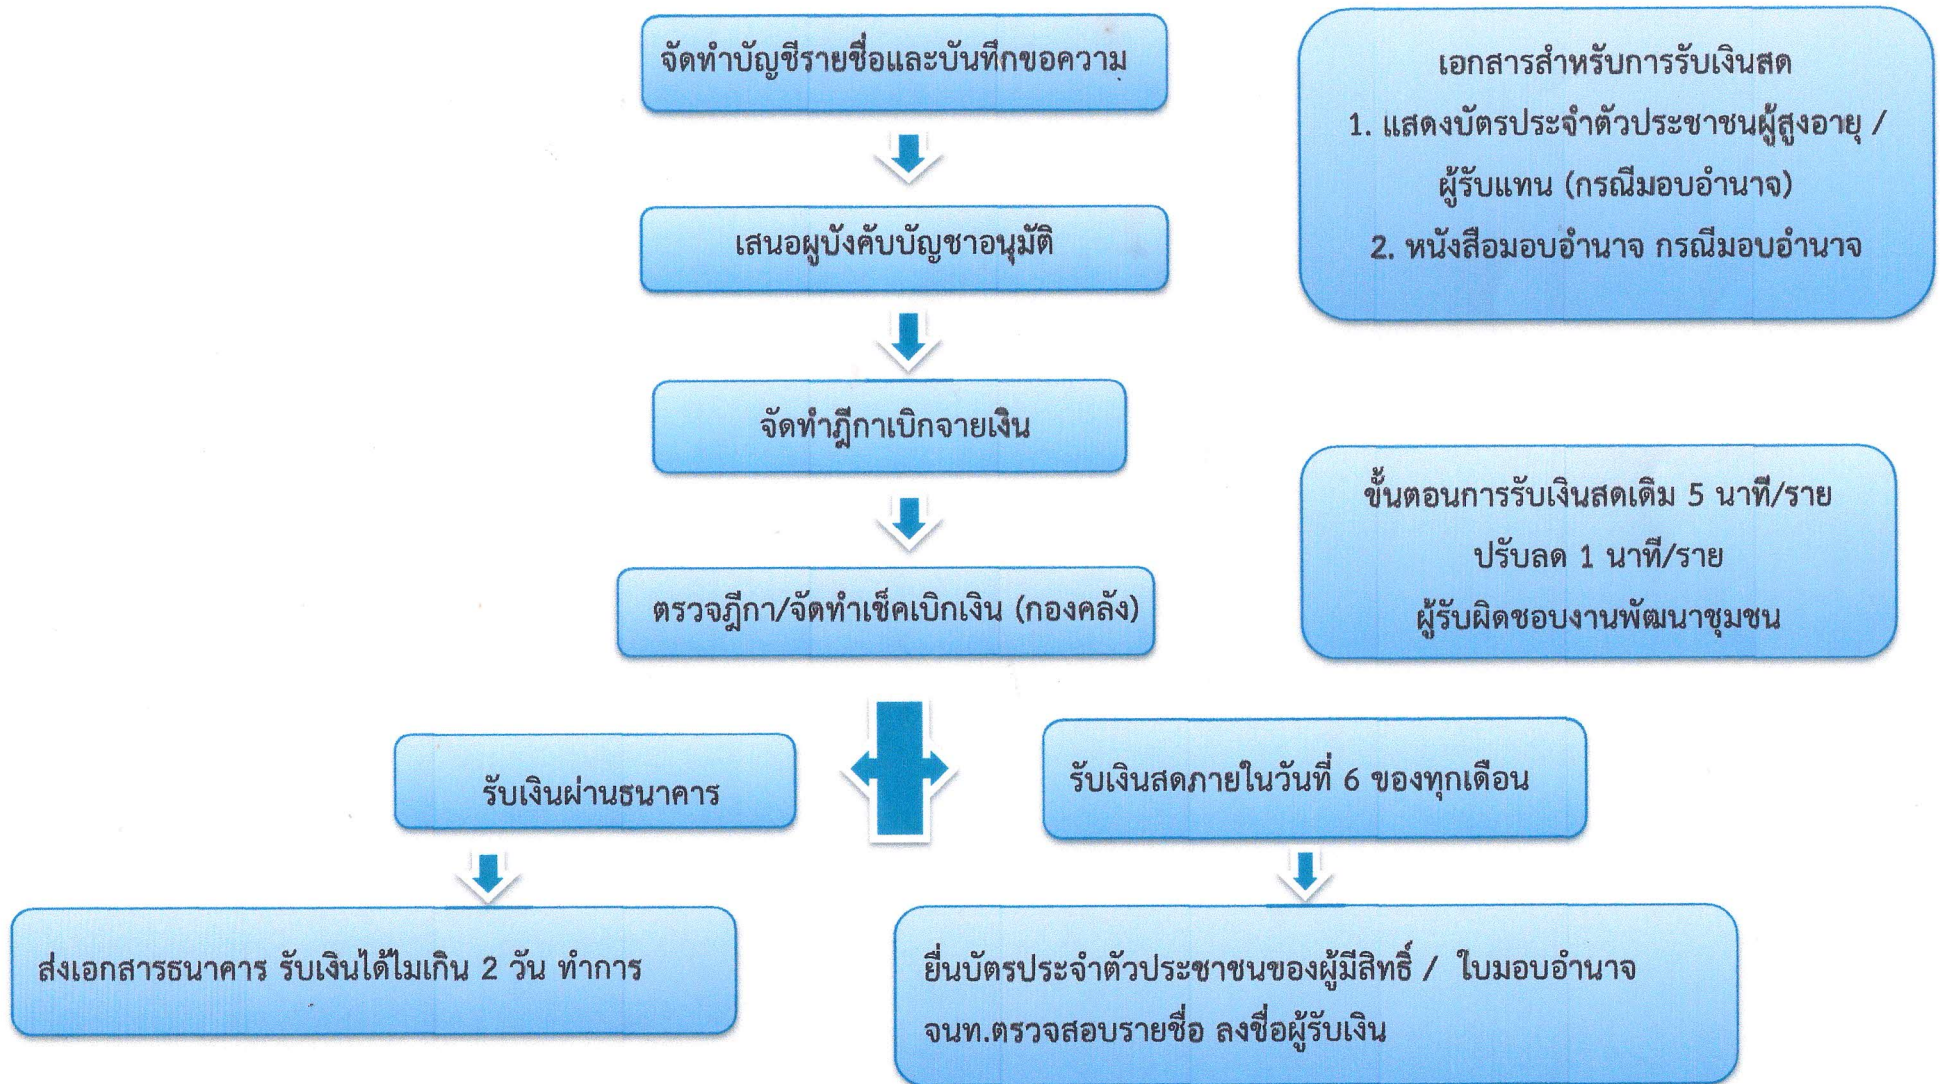 จัดทำบัญชีรายชื่อและบันทึกขอความ
เสนอผูบังคับบัญชาอนุมัติ
จัดทำฎีกาเบิกจายเงิน
ตรวจฎีกา/จัดทำเช็คเบิกเงิน (กองคลัง)
รับเงินผ่านธนาคาร
ส่งเอกสารธนาคาร รับเงินได้ไมเกิน 2 วัน ทำการ
รับเงินสดภายในวันที่ 6 ของทุกเดือน
ยื่นบัตรประจำตัวประชาชนของผู้มีสิทธิ์ / ใบมอบอำนาจ
จนท.ตรวจสอบรายชื่อ ลงชื่อผู้รับเงิน
เอกสารสำหรับการรับเงินสด
1. แสดงบัตรประจำตัวประชาชนผู้สูงอายุ /
ผู้รับแทน (กรณีมอบอำนาจ)
2. หนังสือมอบอำนาจ กรณีมอบอำนาจ
ขั้นตอนการรับเงินสดเดิม 5 นาที/ราย
ปรับลด 1 นาที/ราย
ผู้รับผิดชอบงานพัฒนาชุมชน